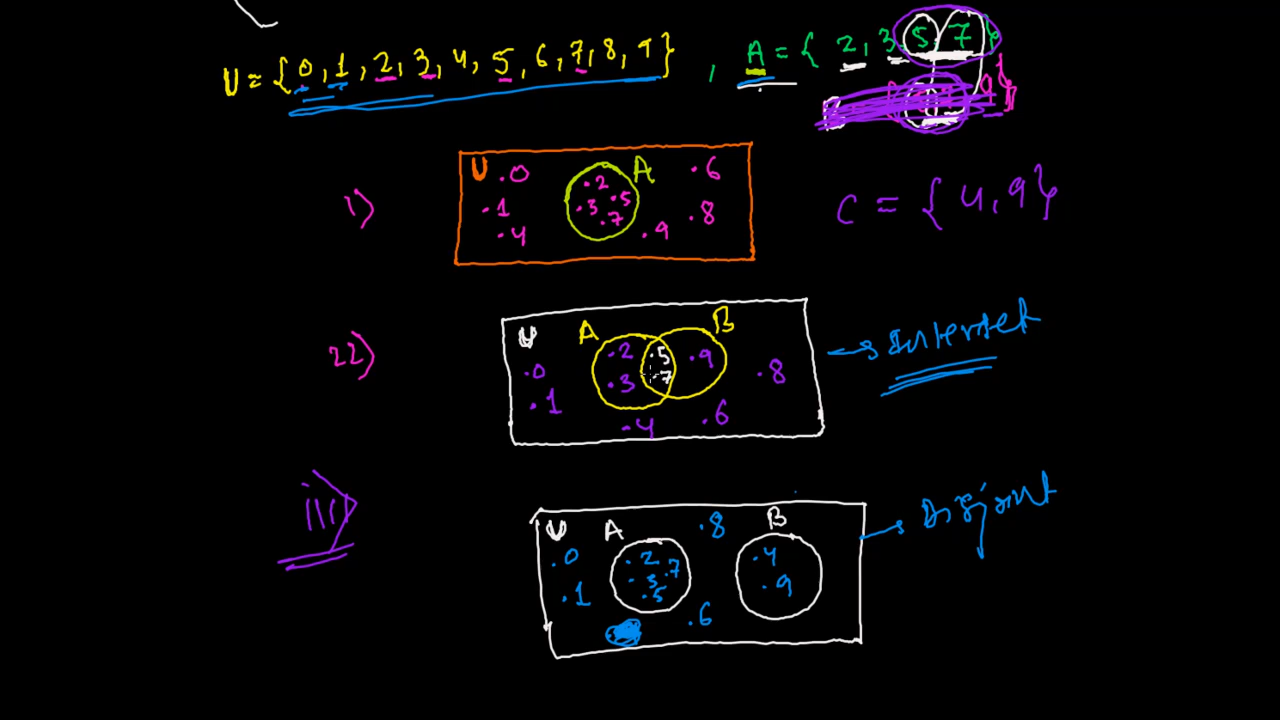 U = {0, 1, 2, 3, 4, 5, 6, 7, 8, 9} , A = { 2, 3, 5, 7 }
9}
1)
U .0 A .6
.2
.1 .3 .5 .8
.4 .7 .9
C = { 4, 9}
22)
U A B
.2 .5 .9
.0 .3 .7 .8
.1
.4 .6
→ Intersect
iii)
U A .8 B
.0 .2 .7 .4
.1 .3 .9
.5
.6
→ Disjoint